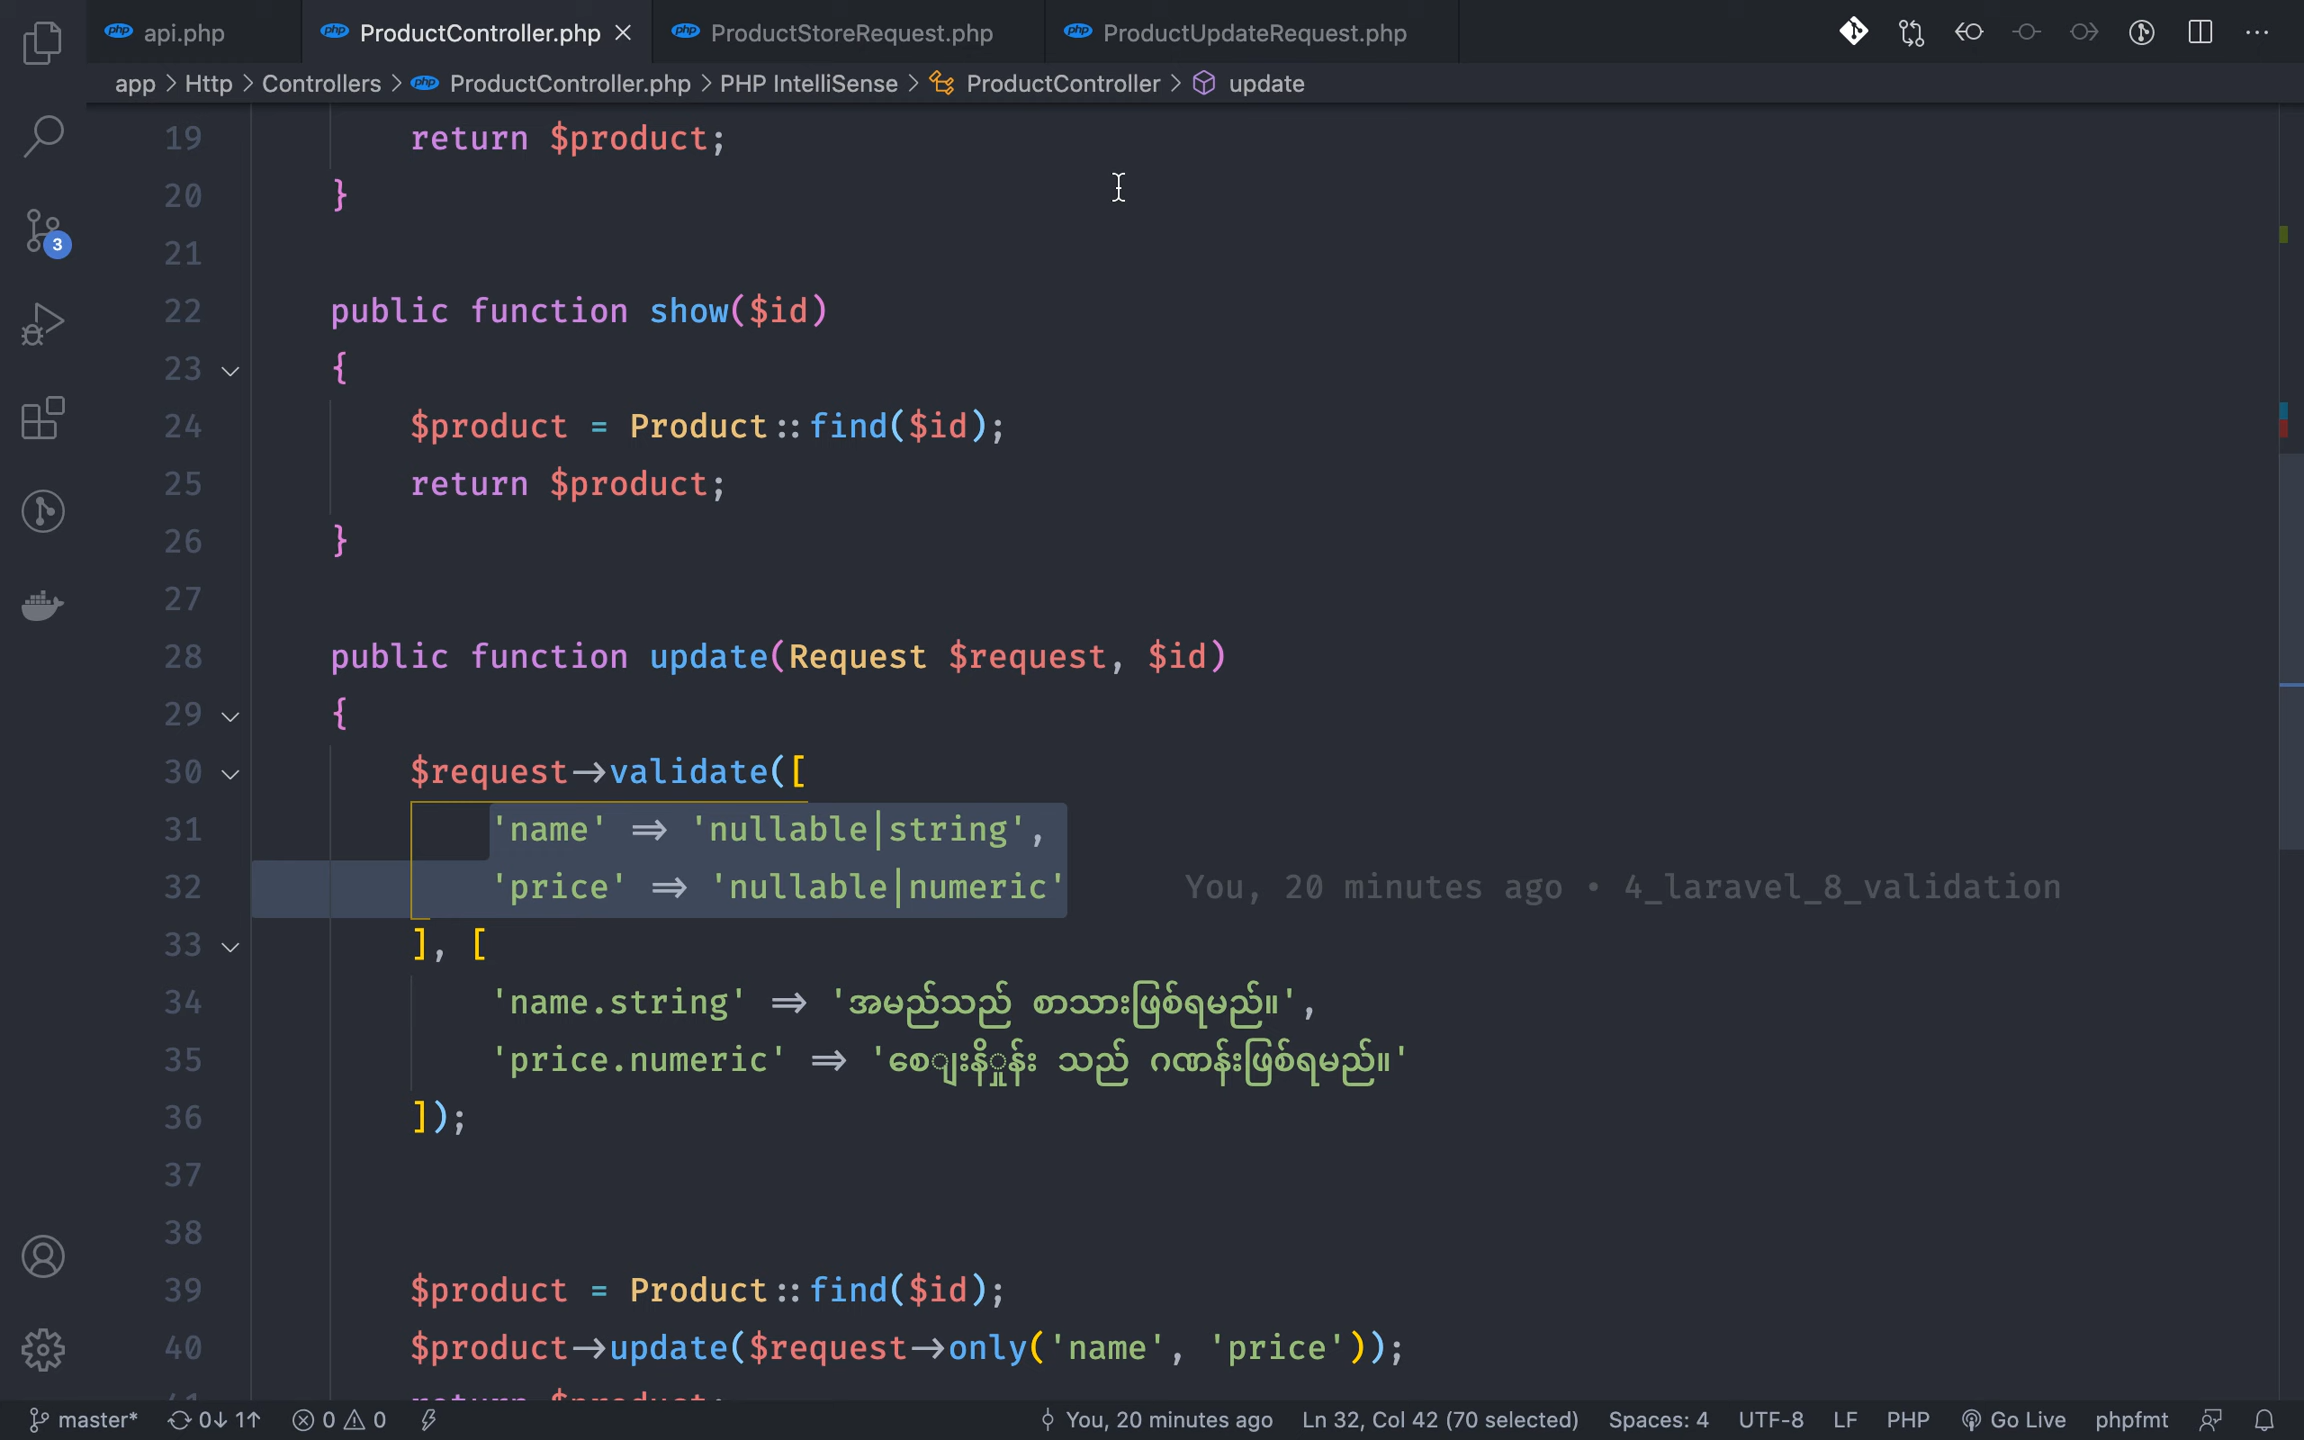 api.php
ProductController.php
ProductStoreRequest.php
ProductUpdateRequest.php
app > Http > Controllers > ProductController.php > PHP IntelliSense > ProductController > update
19 return $product;
20 }
21
22 public function show($id)
23 {
24 $product = Product::find($id);
25 return $product;
26 }
27
28 public function update(Request $request, $id)
29 {
30 $request->validate([
31 'name' => 'nullable|string',
32 'price' => 'nullable|numeric' You, 20 minutes ago • 4_laravel_8_validation
33 ], [
34 'name.string' => 'အမည်သည် စာသားဖြစ်ရမည်။',
35 'price.numeric' => 'စျေးနှိုန်း သည် ဂဏန်းဖြစ်ရမည်။'
36 ]);
37
38
39 $product = Product::find($id);
40 $product->update($request->only('name', 'price'));
41 return $product;
3
master* 0↓ 1↑ 0 0 You, 20 minutes ago Ln 32, Col 42 (70 selected) Spaces: 4 UTF-8 LF PHP Go Live phpfmt